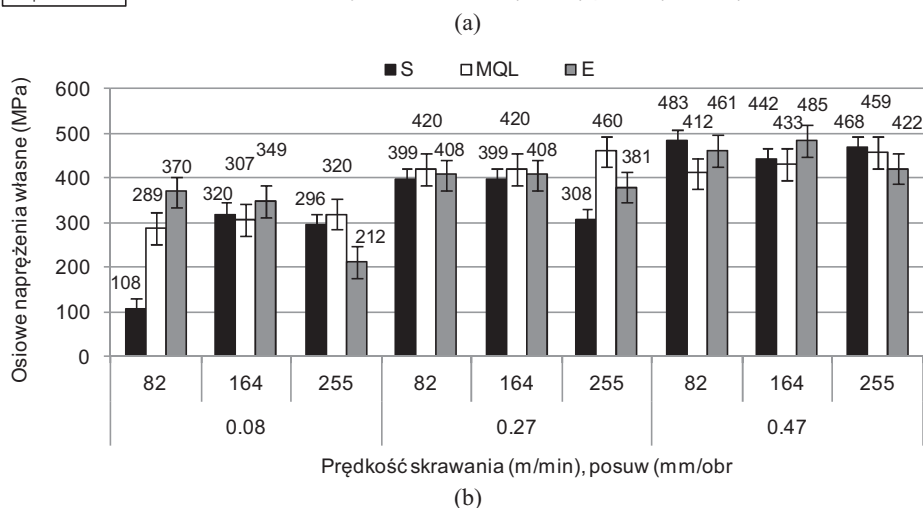 (a)
S MQL E
Osiowe naprężenia własne (MPa)
600
500
400
300
200
100
0
108 289 370 320 307 349 296 320 212 399 420 408 399 420 408 308 460 381 483 412 461 442 433 485 468 459 422
82 164 255 82 164 255 82 164 255
0.08 0.27 0.47
Prędkość skrawania (m/min), posuw (mm/obr
(b)